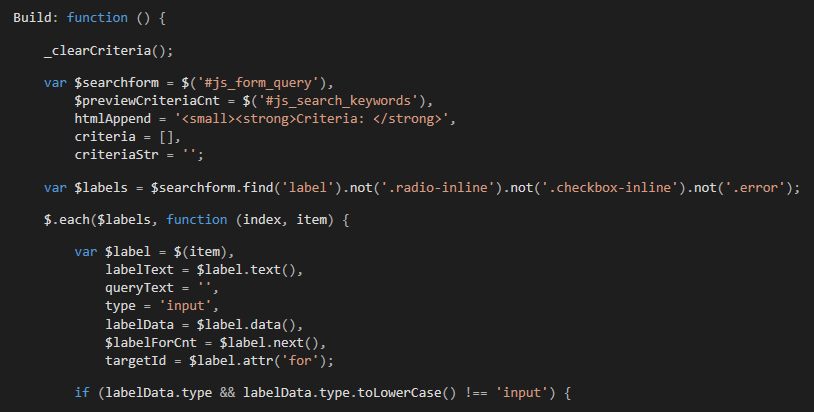 Build: function () {
_clearCriteria();
var $searchform = $('#js_form_query'),
$previewCriteriaCnt = $('#js_search_keywords'),
htmlAppend = '<small><strong>Criteria: </strong>',
criteria = [],
criteriaStr = '';
var $labels = $searchform.find('label').not('.radio-inline').not('.checkbox-inline').not('.error');
$.each($labels, function (index, item) {
var $label = $(item),
labelText = $label.text(),
queryText = '',
type = 'input',
labelData = $label.data(),
$labelForCnt = $label.next(),
targetId = $label.attr('for');
if (labelData.type && labelData.type.toLowerCase() !== 'input') {